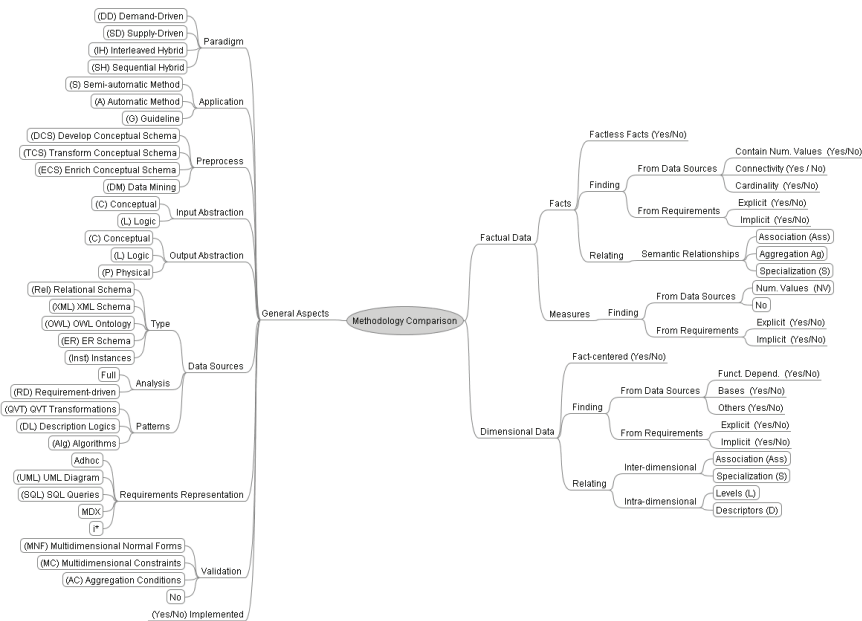 (DD) Demand-Driven
(SD) Supply-Driven
(IH) Interleaved Hybrid
(SH) Sequential Hybrid
Paradigm
(S) Semi-automatic Method
(A) Automatic Method
(G) Guideline
Application
(DCS) Develop Conceptual Schema
(TCS) Transform Conceptual Schema
(ECS) Enrich Conceptual Schema
(DM) Data Mining
Preprocess
(C) Conceptual
(L) Logic
Input Abstraction
(C) Conceptual
(L) Logic
(P) Physical
Output Abstraction
(Rel) Relational Schema
(XML) XML Schema
(OWL) OWL Ontology
(ER) ER Schema
(Inst) Instances
Type
Full
(RD) Requirement-driven
Analysis
(QVT) QVT Transformations
(DL) Description Logics
(Alg) Algorithms
Patterns
Data Sources
Adhoc
(UML) UML Diagram
(SQL) SQL Queries
MDX
i*
Requirements Representation
(MNF) Multidimensional Normal Forms
(MC) Multidimensional Constraints
(AC) Aggregation Conditions
No
Validation
(Yes/No) Implemented
General Aspects
Methodology Comparison
Factual Data
Facts
Factless Facts (Yes/No)
Finding
From Data Sources
Contain Num. Values (Yes/No)
Connectivity (Yes / No)
Cardinality (Yes/No)
From Requirements
Explicit (Yes/No)
Implicit (Yes/No)
Relating
Semantic Relationships
Association (Ass)
Aggregation Ag)
Specialization (S)
Measures
Finding
From Data Sources
Num. Values (NV)
No
From Requirements
Explicit (Yes/No)
Implicit (Yes/No)
Dimensional Data
Fact-centered (Yes/No)
Finding
From Data Sources
Funct. Depend. (Yes/No)
Bases (Yes/No)
Others (Yes/No)
From Requirements
Explicit (Yes/No)
Implicit (Yes/No)
Relating
Inter-dimensional
Association (Ass)
Specialization (S)
Intra-dimensional
Levels (L)
Descriptors (D)